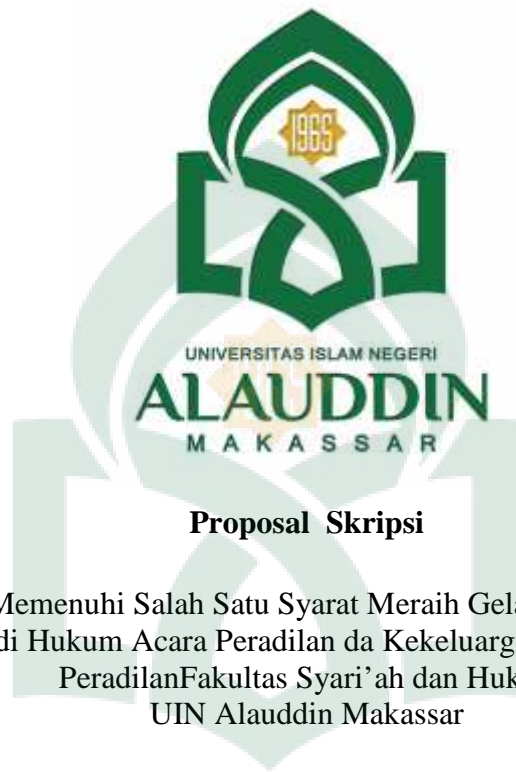 1965
UNIVERSITAS ISLAM NEGERI
ALAUDDIN
MAKASSAR
Proposal Skripsi
Memenuhi Salah Satu Syarat Meraih
di Hukum Acara Peradilan da
PeradilanFakultas Syari’ah dan
UIN Alauddin Makassar